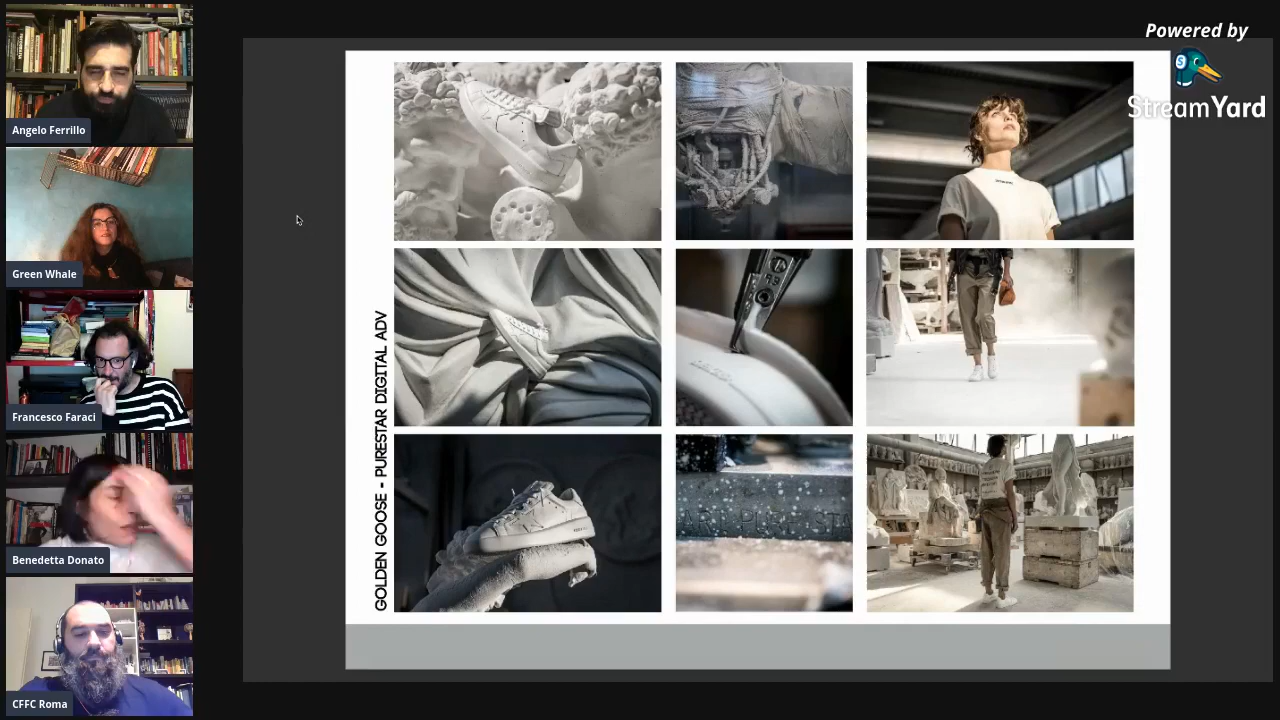 Angelo Ferrillo
Green Whale
Francesco Faraci
Benedetta Donato
CFFC Roma
GOLDEN GOOSE - PURESTAR DIGITAL ADV
Powered by
StreamYard